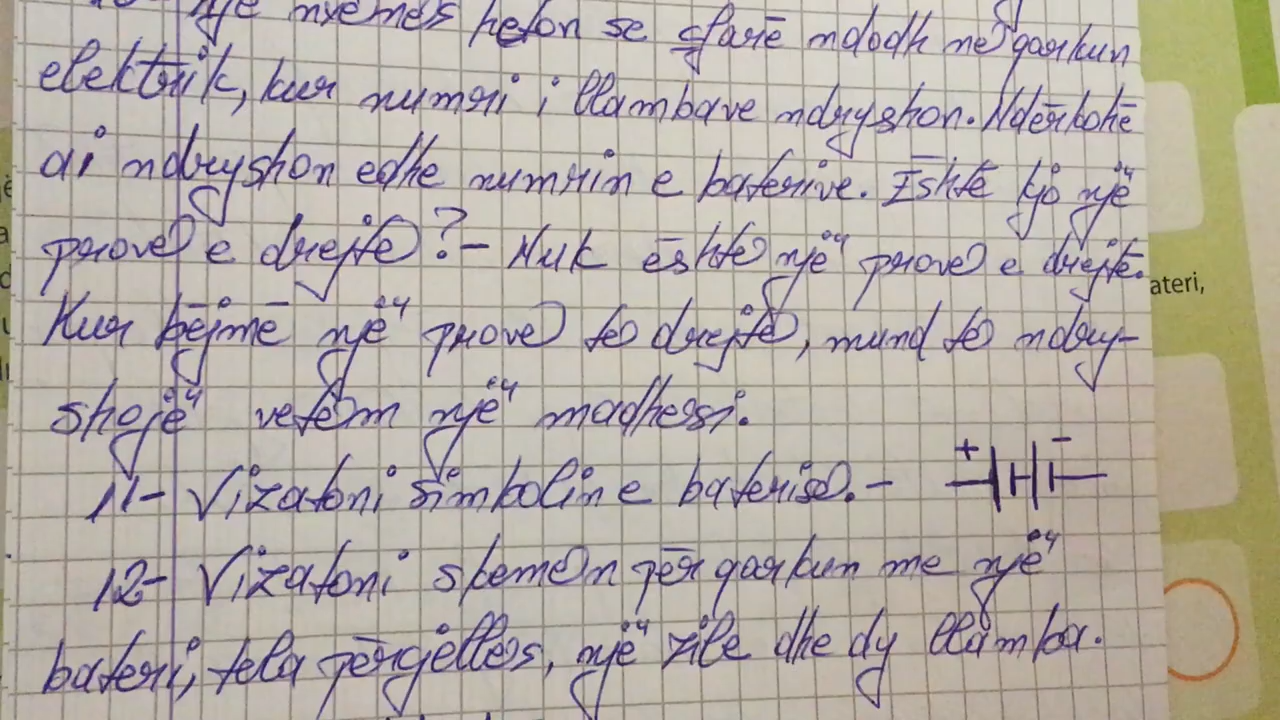 një nxënës heton se çfarë ndodh në qarkun
elektrik, kur numri i llambave ndryshon. Ndërkohë
ai ndryshon edhe numrin e baterive. Është kjo një
provë e drejtë? - Nuk është një provë e drejtë.
Kur bëjmë një provë të drejtë, mund të ndry-
shojë vetëm një madhësi.
11- Vizatoni simbolin e baterisë. - + -
12- Vizatoni skemën për qarkun me një
bateri, tela përçjellës, një zile dhe dy llamba.
ateri,